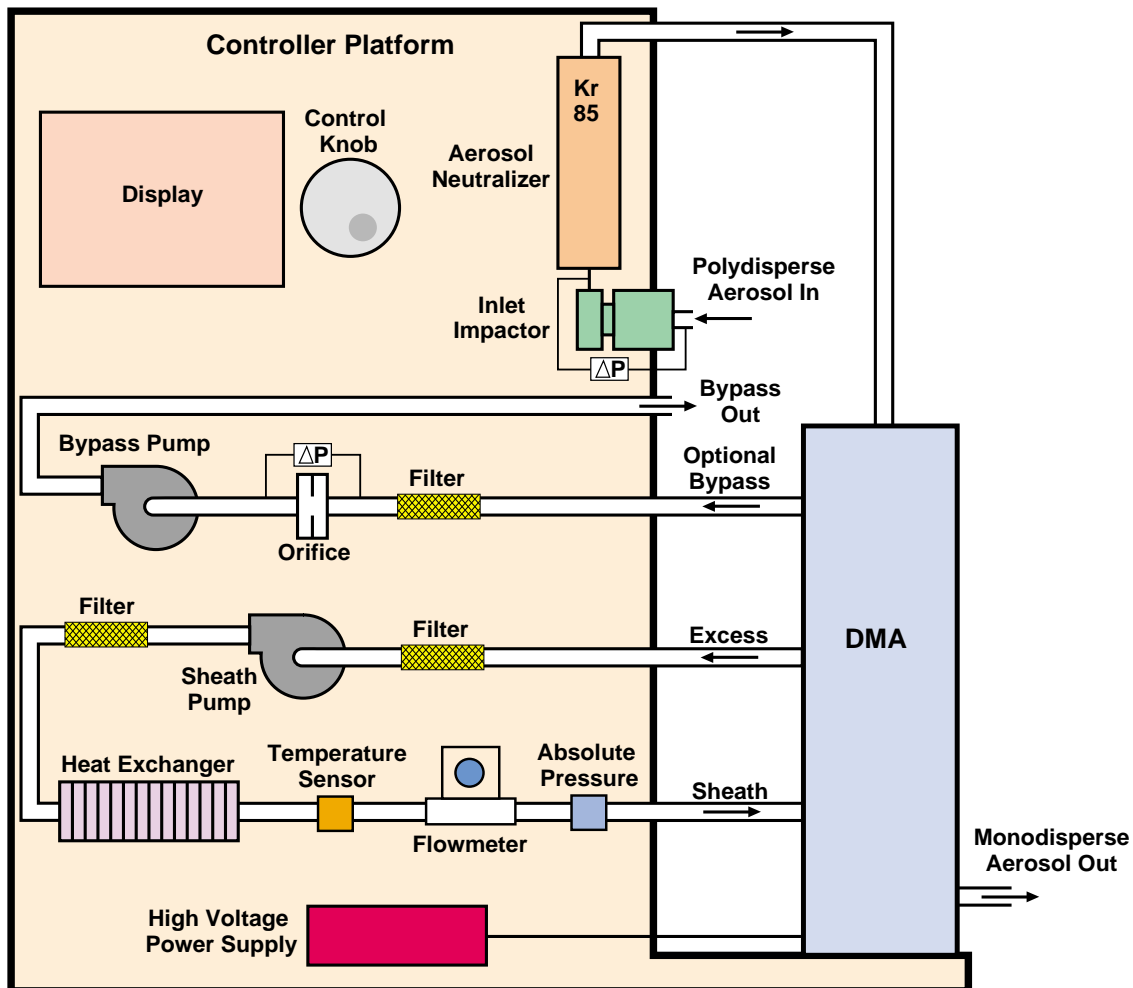 Controller Platform
Kr
85
Control
Knob
Aerosol
Neutralizer
Display
Polydisperse
Aerosol In
Inlet
Impactor
ΔP
Bypass
Out
Bypass Pump
ΔP
Filter
Optional
Bypass
Orifice
Filter
Filter
Excess
DMA
Sheath
Pump
Heat Exchanger
Temperature
Sensor
Absolute
Pressure
Sheath
Flowmeter
Monodisperse
Aerosol Out
High Voltage
Power Supply